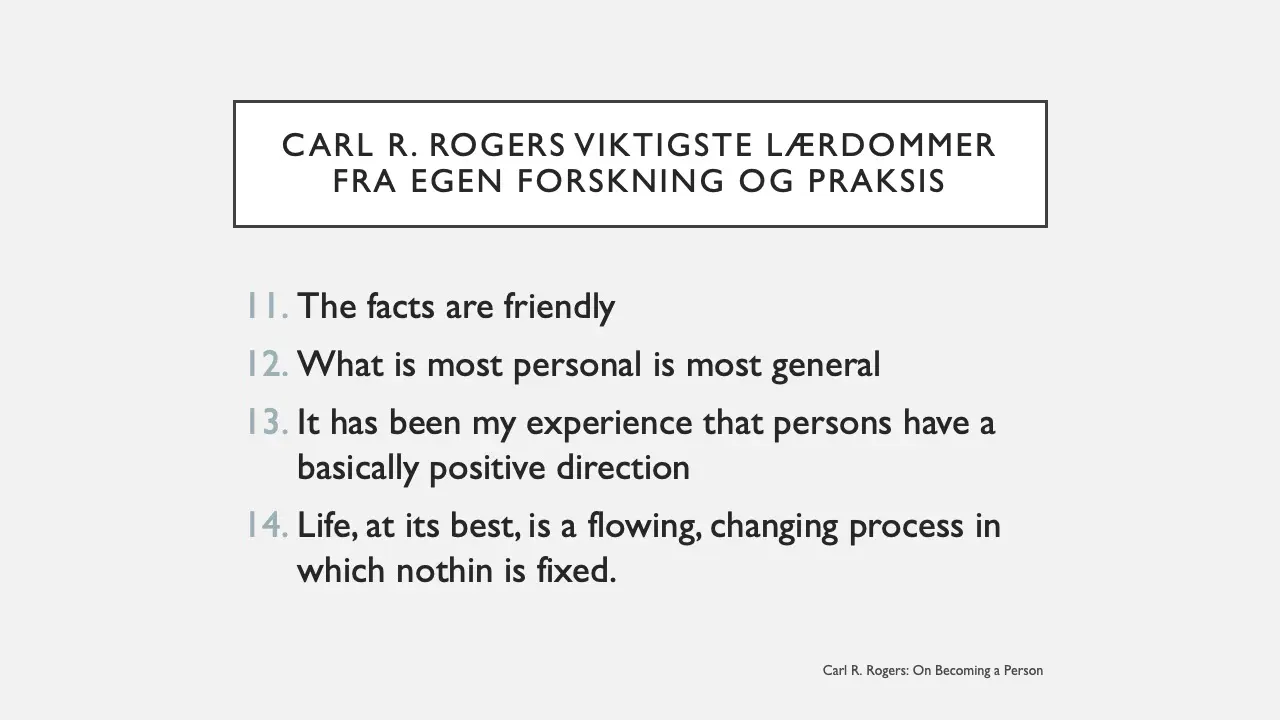 CARL R. ROGERS VIKTIGSTE LÆRDOMMER
FRA EGEN FORSKNING OG PRAKSIS
11. The facts are friendly
12. What is most personal is most general
13. It has been my experience that persons have a
basically positive direction
14. Life, at its best, is a flowing, changing process in
which nothin is fixed.
Carl R. Rogers: On Becoming a Person